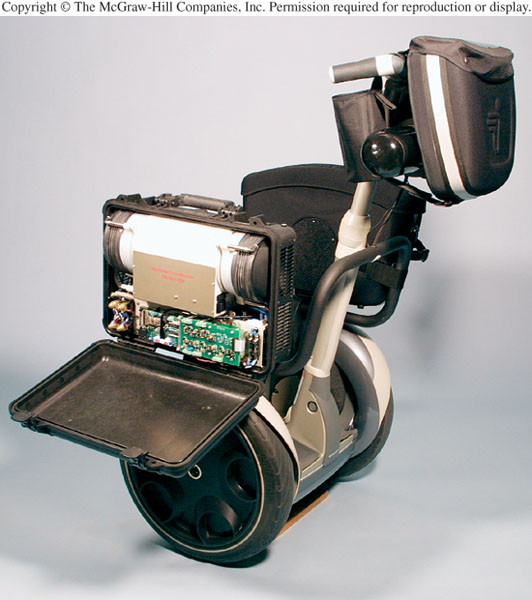 Copyright © The McGraw-Hill Companies, Inc. Permission required for reproduction or display.